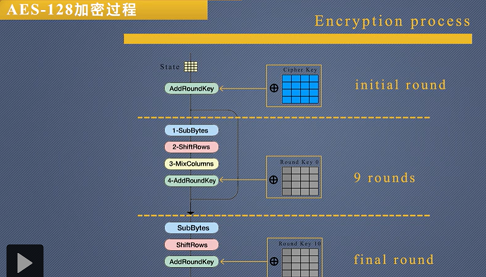 AES-128加密过程
Encryption process
State
Cipher Key
AddRoundKey
initial round
1-SubBytes
2-ShiftRows
3-MixColumns
Round Key 9
4-AddRoundKey
9 rounds
SubBytes
ShiftRows
Round Key 10
AddRoundKey
final round